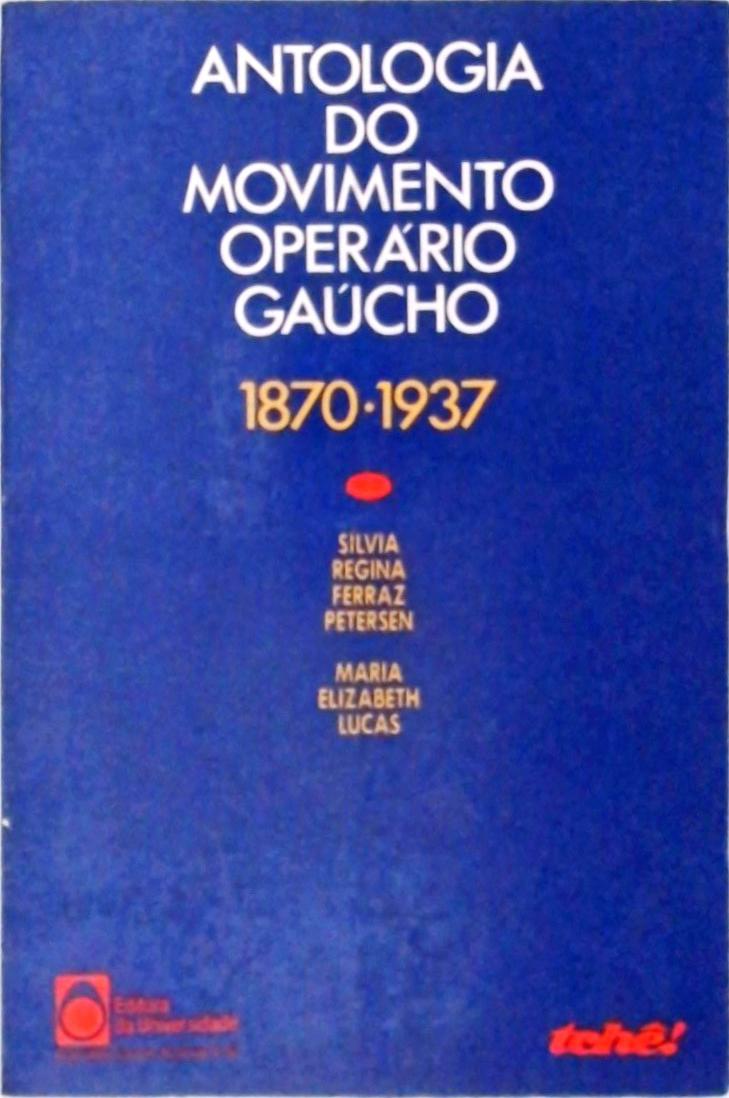 ANTOLOGIA
DO
MOVIMENTO
OPERÁRIO
GAÚCHO
1870·1937
SÍLVIA
REGINA
FERRAZ
PETERSEN
MARIA
ELIZABETH
LUCAS
Editora
da Universidade
tchê!